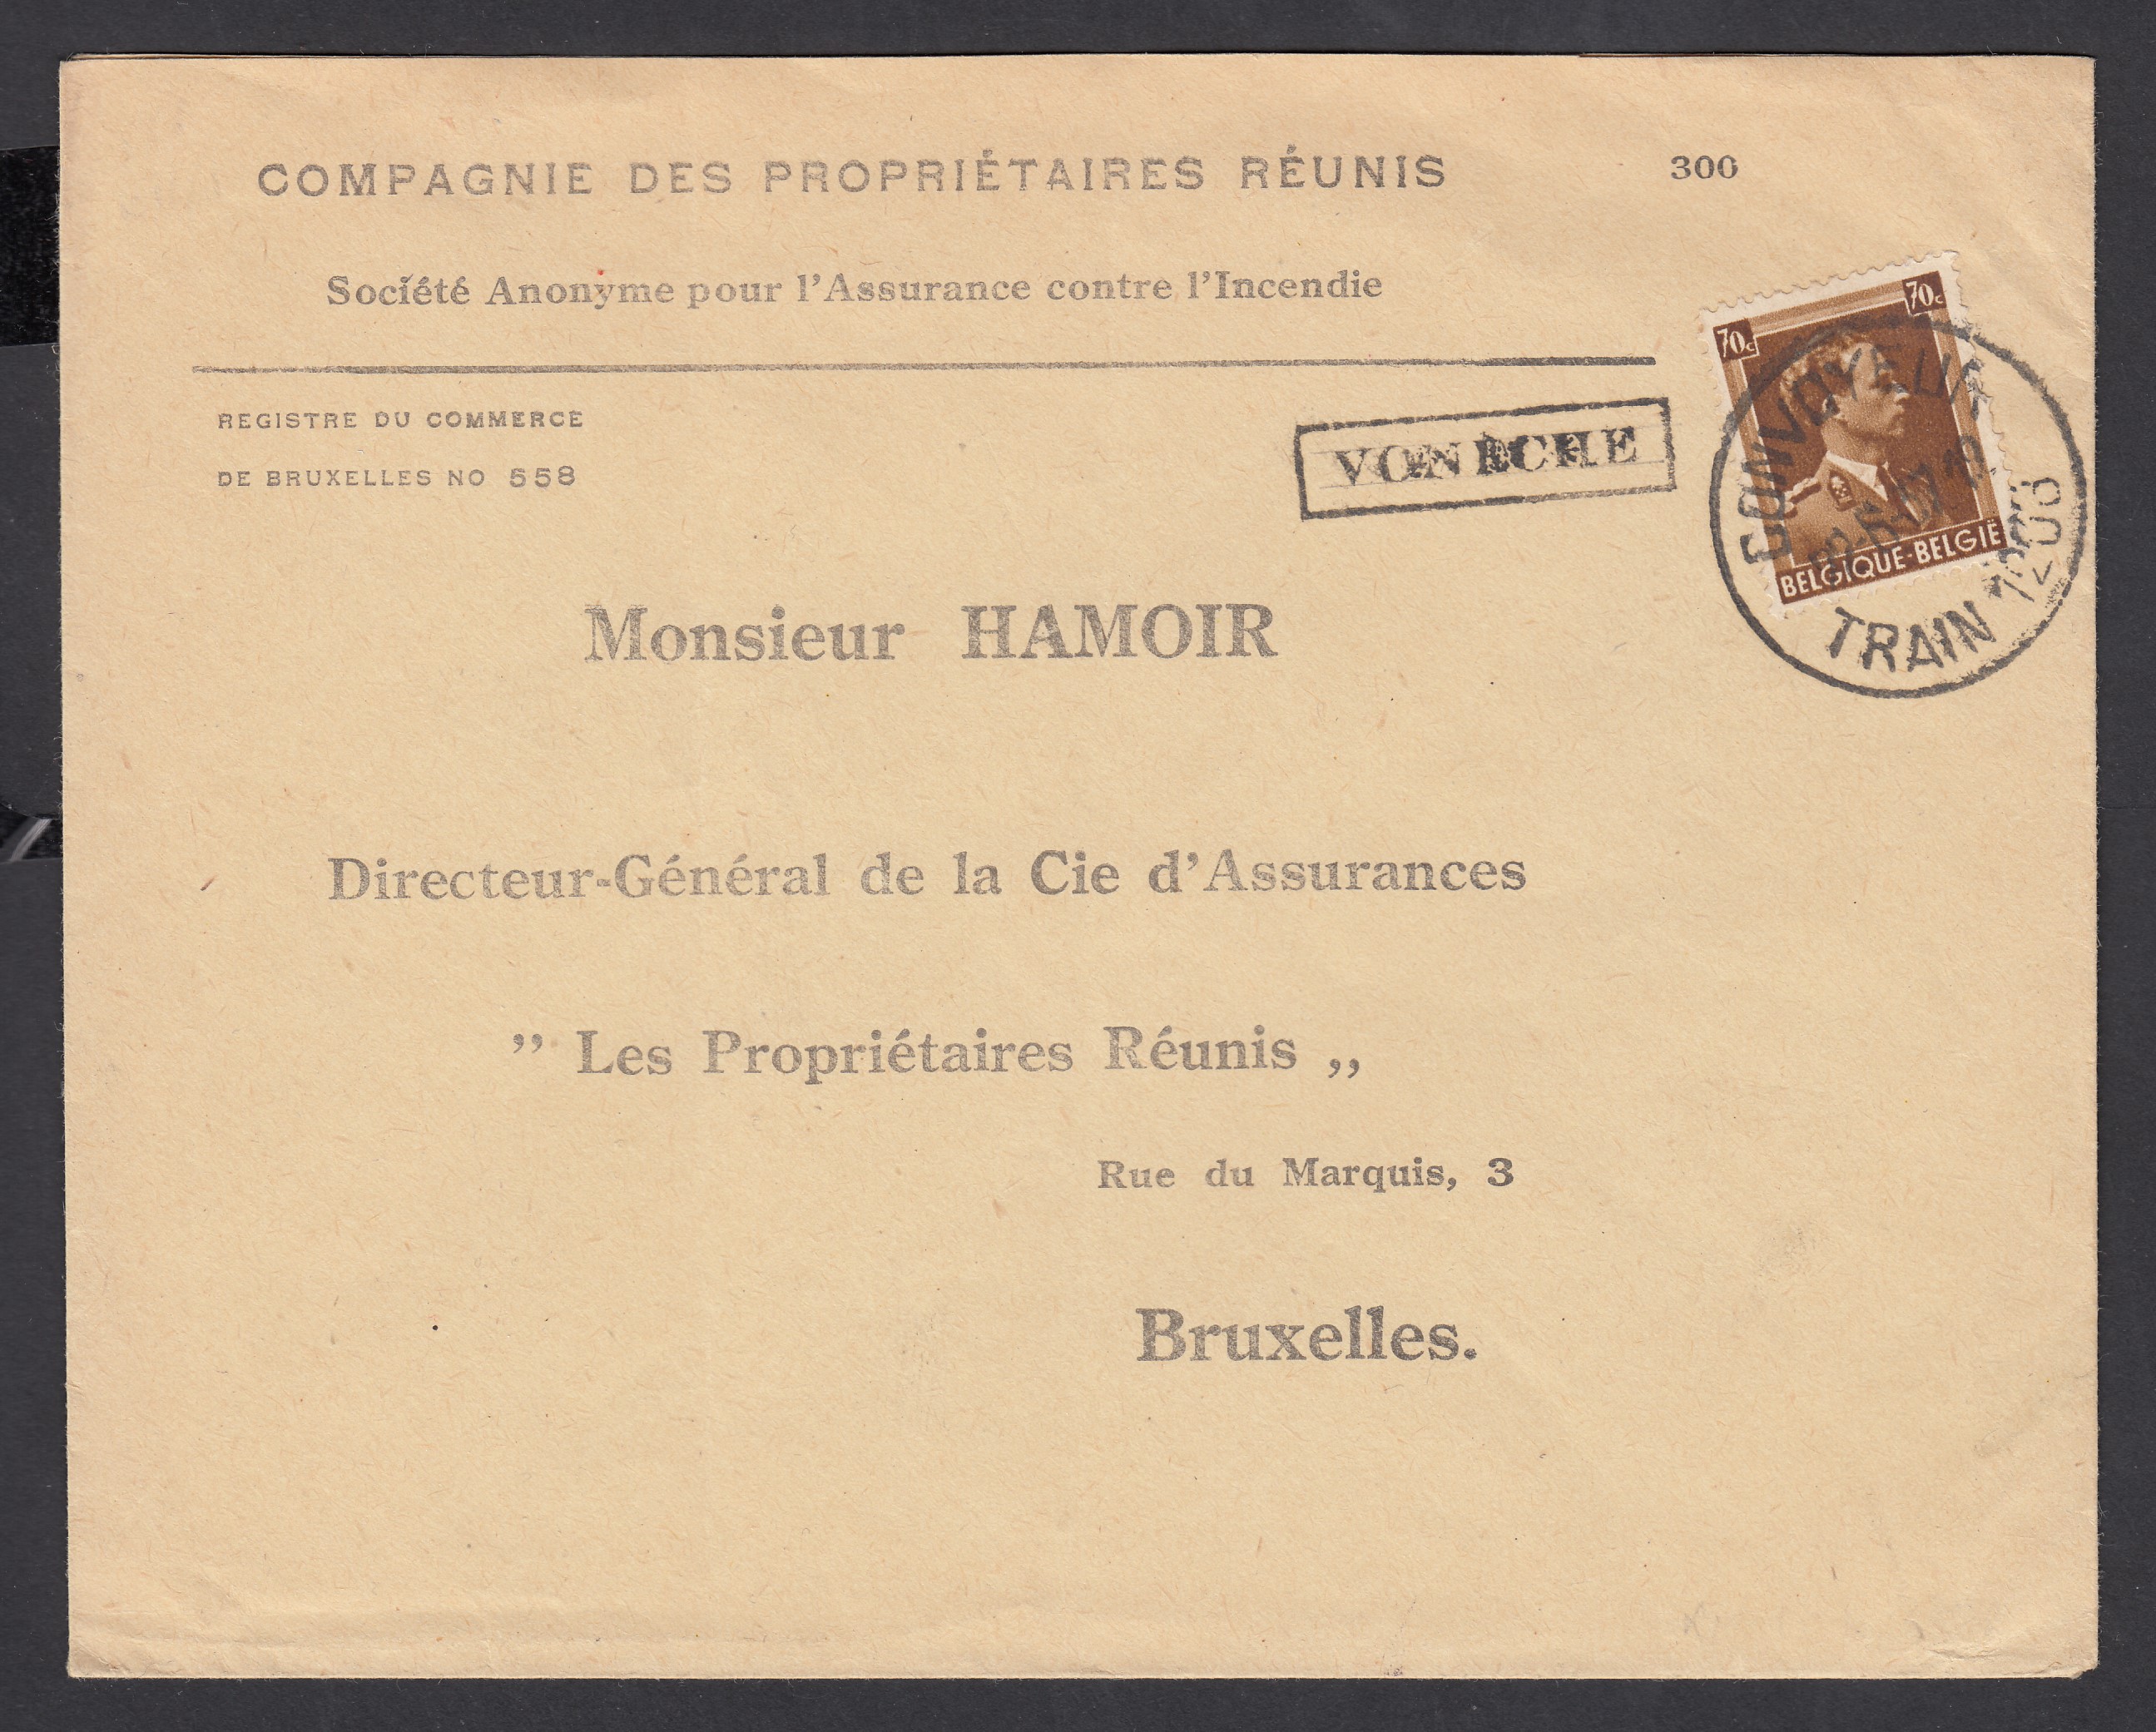 COMPAGNIE DES PROPRIÉTAIRES RÉUNIS
300
Société Anonyme pour l'Assurance contre l'Incendie
70c
70c
BELGIQUE-BELGIË
CONVOYEUR
TRAIN
REGISTRE DU COMMERCE
DE BRUXELLES NO 558
VONECHE
Monsieur HAMOIR
Directeur-Général de la Cie d'Assurances
” Les Propriétaires Réunis ,,
Rue du Marquis, 3
Bruxelles.